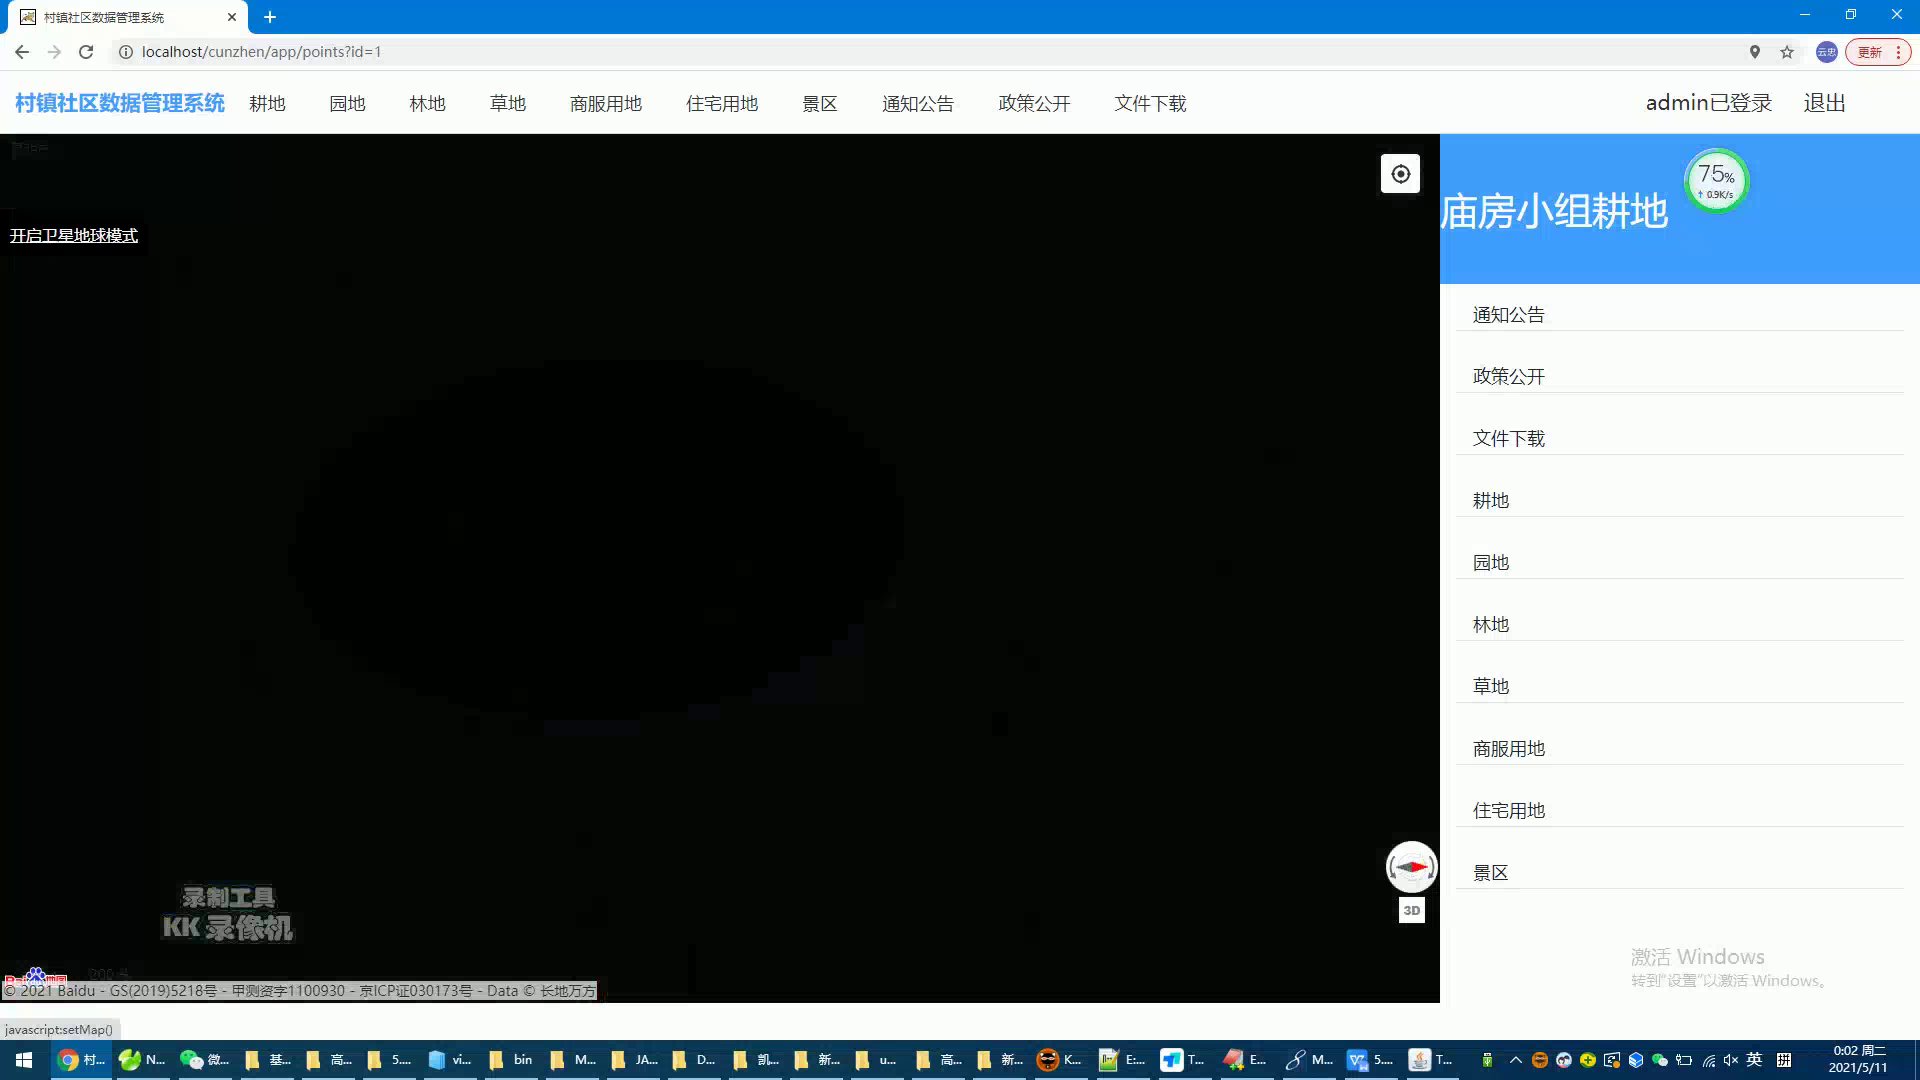 村镇社区数据管理系统
localhost/cunzhen/app/points?id=1
云忠
更新
村镇社区数据管理系统 耕地 园地 林地 草地 商服用地 住宅用地 景区 通知公告 政策公开 文件下载 admin已登录 退出
开启卫星地球模式
庙房小组耕地
75%
↑ 0.9K/s
通知公告
政策公开
文件下载
耕地
园地
林地
草地
商服用地
住宅用地
景区
3D
录制工具
KK 录像机
激活 Windows
转到"设置"以激活 Windows。
© 2021 Baidu - GS(2019)5218号 - 甲测资字1100930 - 京ICP证030173号 - Data © 长地万方
javascript:setMap()
村... N... 微... 基... 高... 5.... vi... bin M... JA... D... 凯... 新... u... 高... 新... K... E:... T... E... M... 5.... T... 英 拼
0:02 周二
2021/5/11